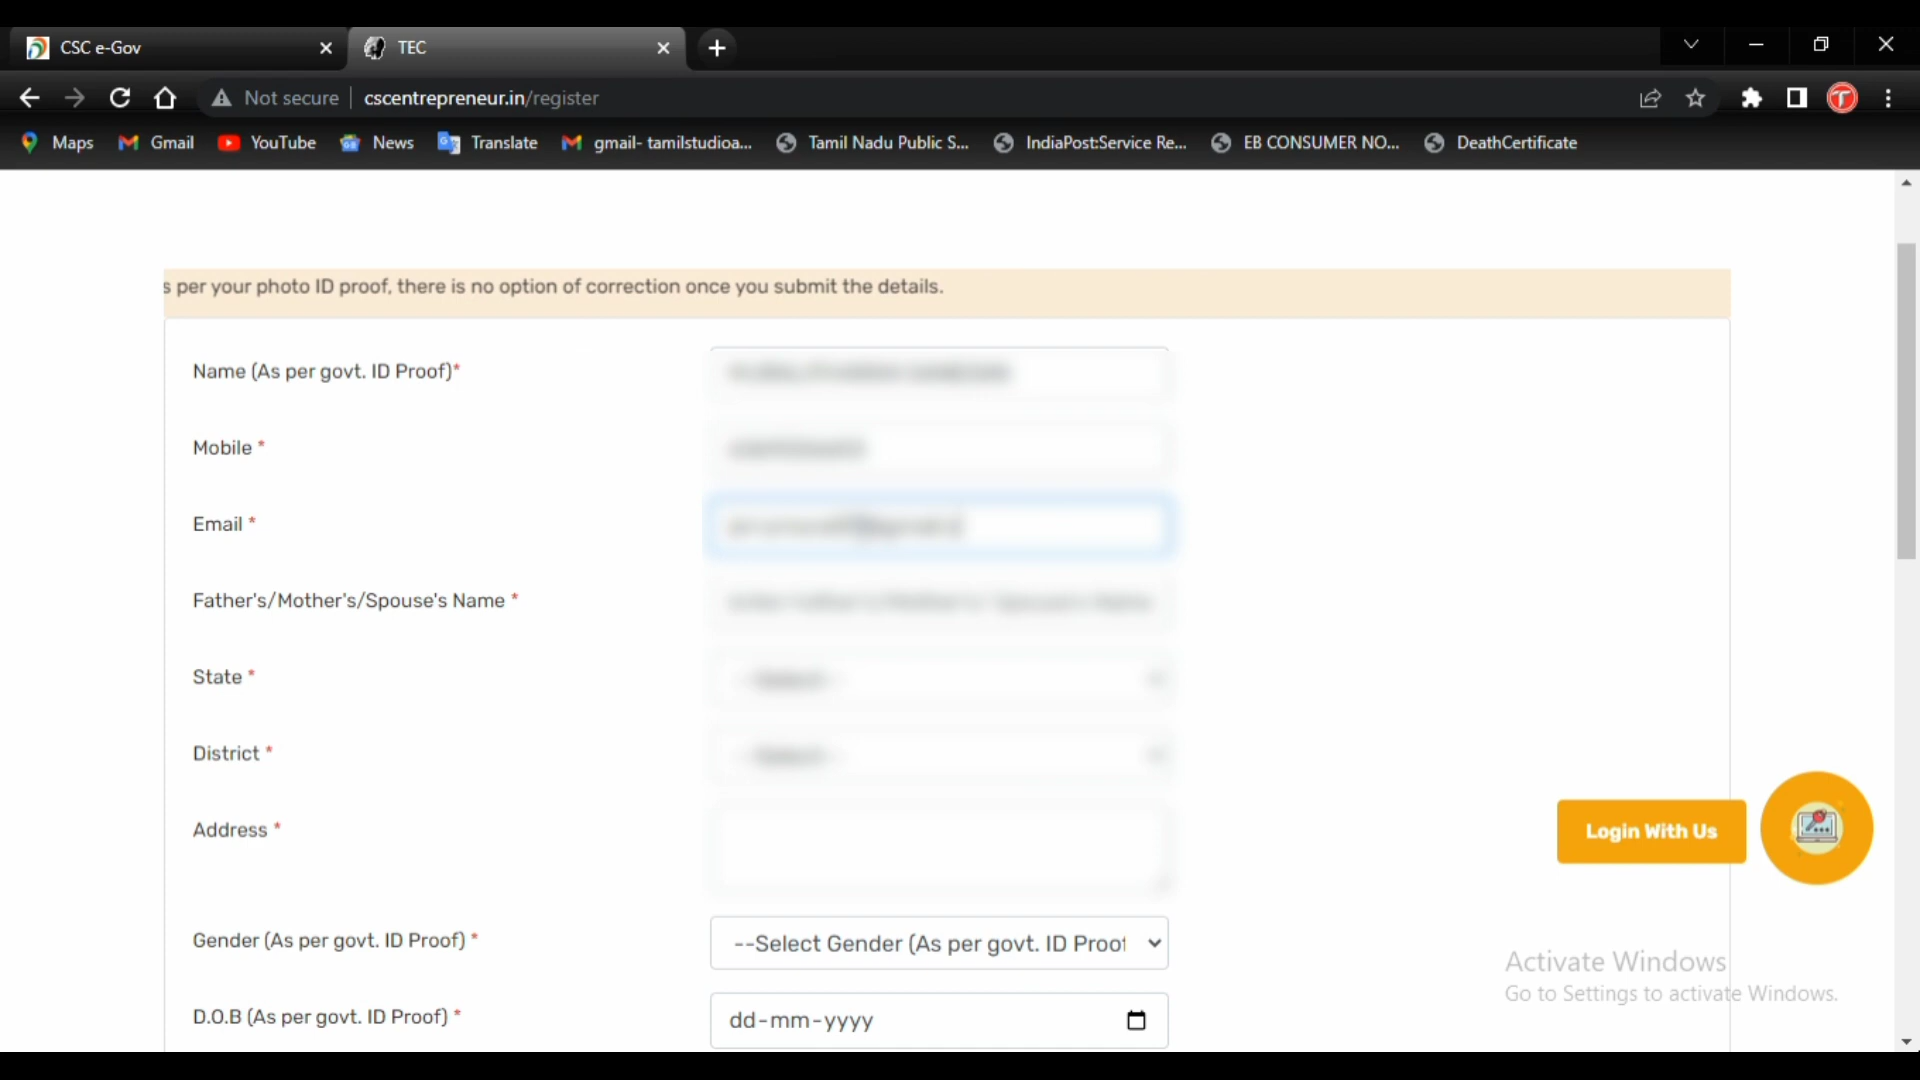 CSC e-Gov
TEC
Not secure
cscentrepreneur.in/register
Maps
Gmail
YouTube
News
Translate
gmail- tamilstudioa...
Tamil Nadu Public S...
IndiaPost:Service Re...
EB CONSUMER NO...
DeathCertificate
s per your photo ID proof, there is no option of correction once you submit the details.
Name (As per govt. ID Proof)*
Mobile *
Email *
Father's/Mother's/Spouse's Name *
State *
District *
Address *
Login With Us
Gender (As per govt. ID Proof) *
--Select Gender (As per govt. ID Proof
Activate Windows
Go to Settings to activate Windows.
D.O.B (As per govt. ID Proof) *
dd-mm-yyyy